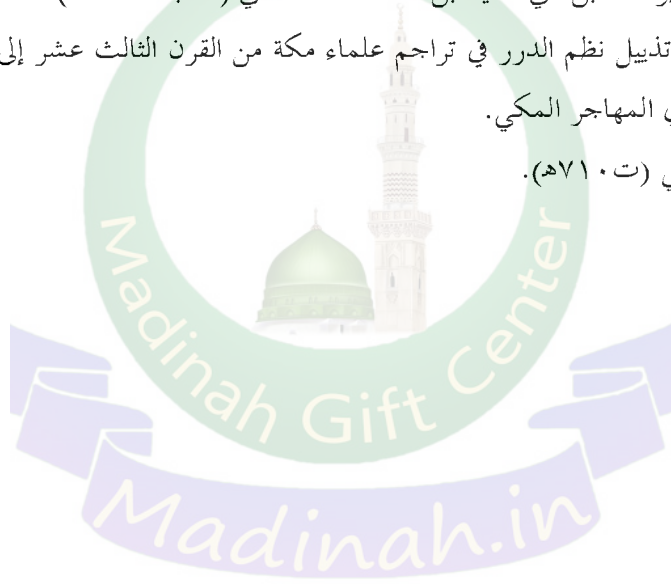 تذييل نظم الدرر في تراجم علماء مكة من القرن الثالث عشر إلى
المهاجر المكي.
(ت٧١٠هـ).
Madinah Gift Center
Madinah.in